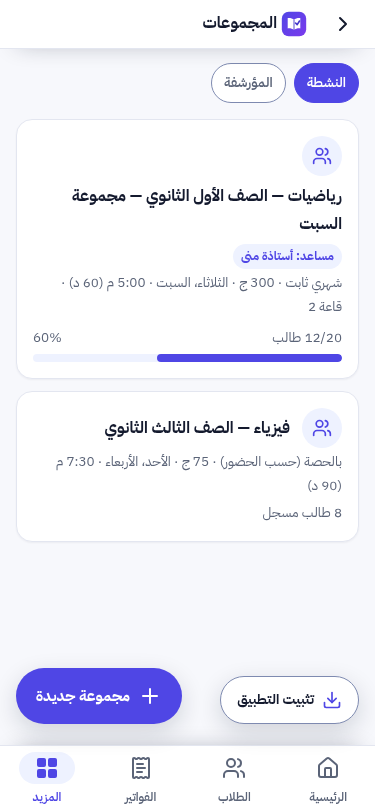 المجموعات
النشطة
المؤرشفة
رياضيات — الصف الأول الثانوي — مجموعة
السبت
مساعد: أستاذة منى
شهري ثابت · 300 ج · الثلاثاء، السبت · 5:00 م (60 د) ·
قاعة 2
12/20 طالب
60%
فيزياء — الصف الثالث الثانوي
بالحصة (حسب الحضور) · 75 ج · الأحد، الأربعاء · 7:30 م
(90 د)
8 طالب مسجل
تثبيت التطبيق
مجموعة جديدة
الرئيسية
الطلاب
الفواتير
المزيد